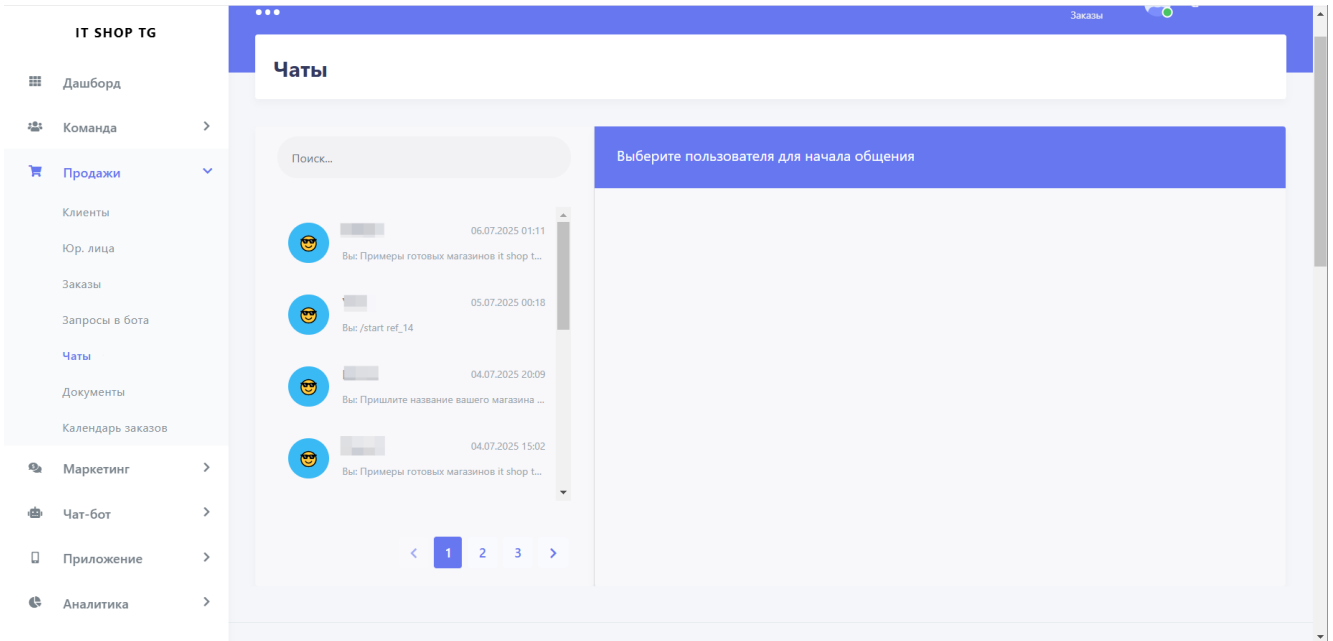 IT SHOP TG
Дашборд
Команда
Продажи
Клиенты
Юр. лица
Заказы
Запросы в бота
Чаты
Документы
Календарь заказов
Маркетинг
Чат-бот
Приложение
Аналитика
Заказы
Чаты
Поиск...
06.07.2025 01:11
Вы: Примеры готовых магазинов it shop t...
05.07.2025 00:18
Вы: /start ref_14
04.07.2025 20:09
Вы: Пришлите название вашего магазина ...
04.07.2025 15:02
Вы: Примеры готовых магазинов it shop t...
1 2 3
Выберите пользователя для начала общения